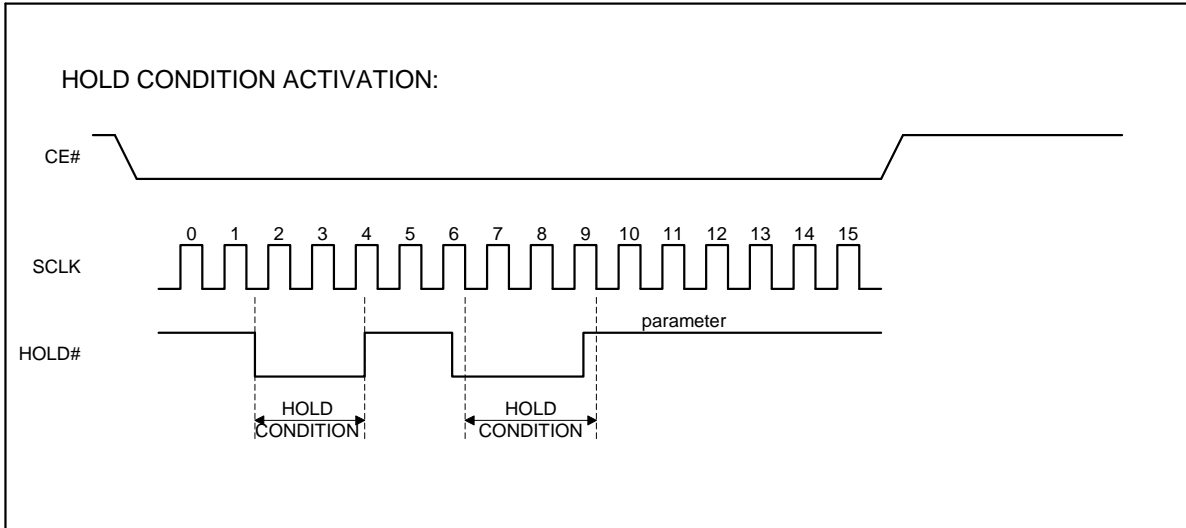 HOLD CONDITION ACTIVATION:
CE#
0 1 2 3 4 5 6 7 8 9 10 11 12 13 14 15
SCLK
parameter
HOLD#
HOLD HOLD
CONDITION CONDITION